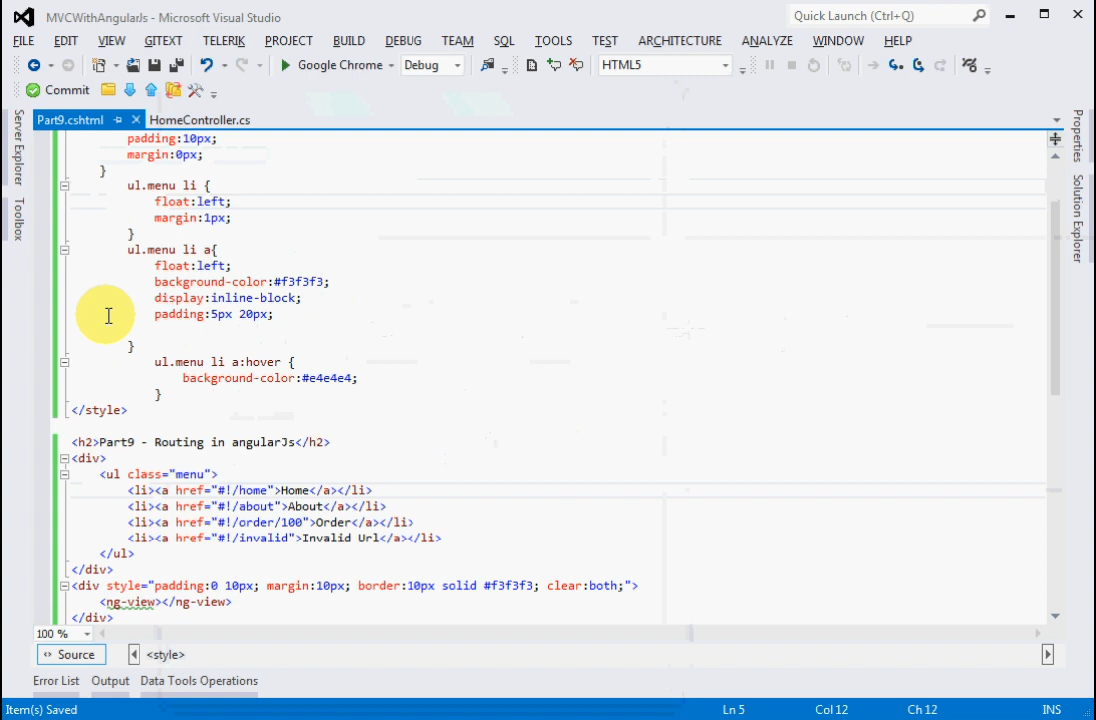 MVCWithAngularJs - Microsoft Visual Studio
Quick Launch (Ctrl+Q)
FILE EDIT VIEW GITEXT TELERIK PROJECT BUILD DEBUG TEAM SQL TOOLS TEST ARCHITECTURE ANALYZE WINDOW HELP
Google Chrome Debug HTML5
Commit
Server Explorer
Toolbox
Properties
Solution Explorer
Part9.cshtml HomeController.cs
padding:10px;
margin:0px;
}
ul.menu li {
float:left;
margin:1px;
}
ul.menu li a{
float:left;
background-color:#f3f3f3;
display:inline-block;
padding:5px 20px;
}
ul.menu li a:hover {
background-color:#e4e4e4;
}
</style>
<h2>Part9 - Routing in angularJs</h2>
<div>
<ul class="menu">
<li><a href="#!/home">Home</a></li>
<li><a href="#!/about">About</a></li>
<li><a href="#!/order/100">Order</a></li>
<li><a href="#!/invalid">Invalid Url</a></li>
</ul>
</div>
<div style="padding:0 10px; margin:10px; border:10px solid #f3f3f3; clear:both;">
<ng-view></ng-view>
</div>
100 %
Source <style>
Error List Output Data Tools Operations
Item(s) Saved Ln 5 Col 12 Ch 12 INS